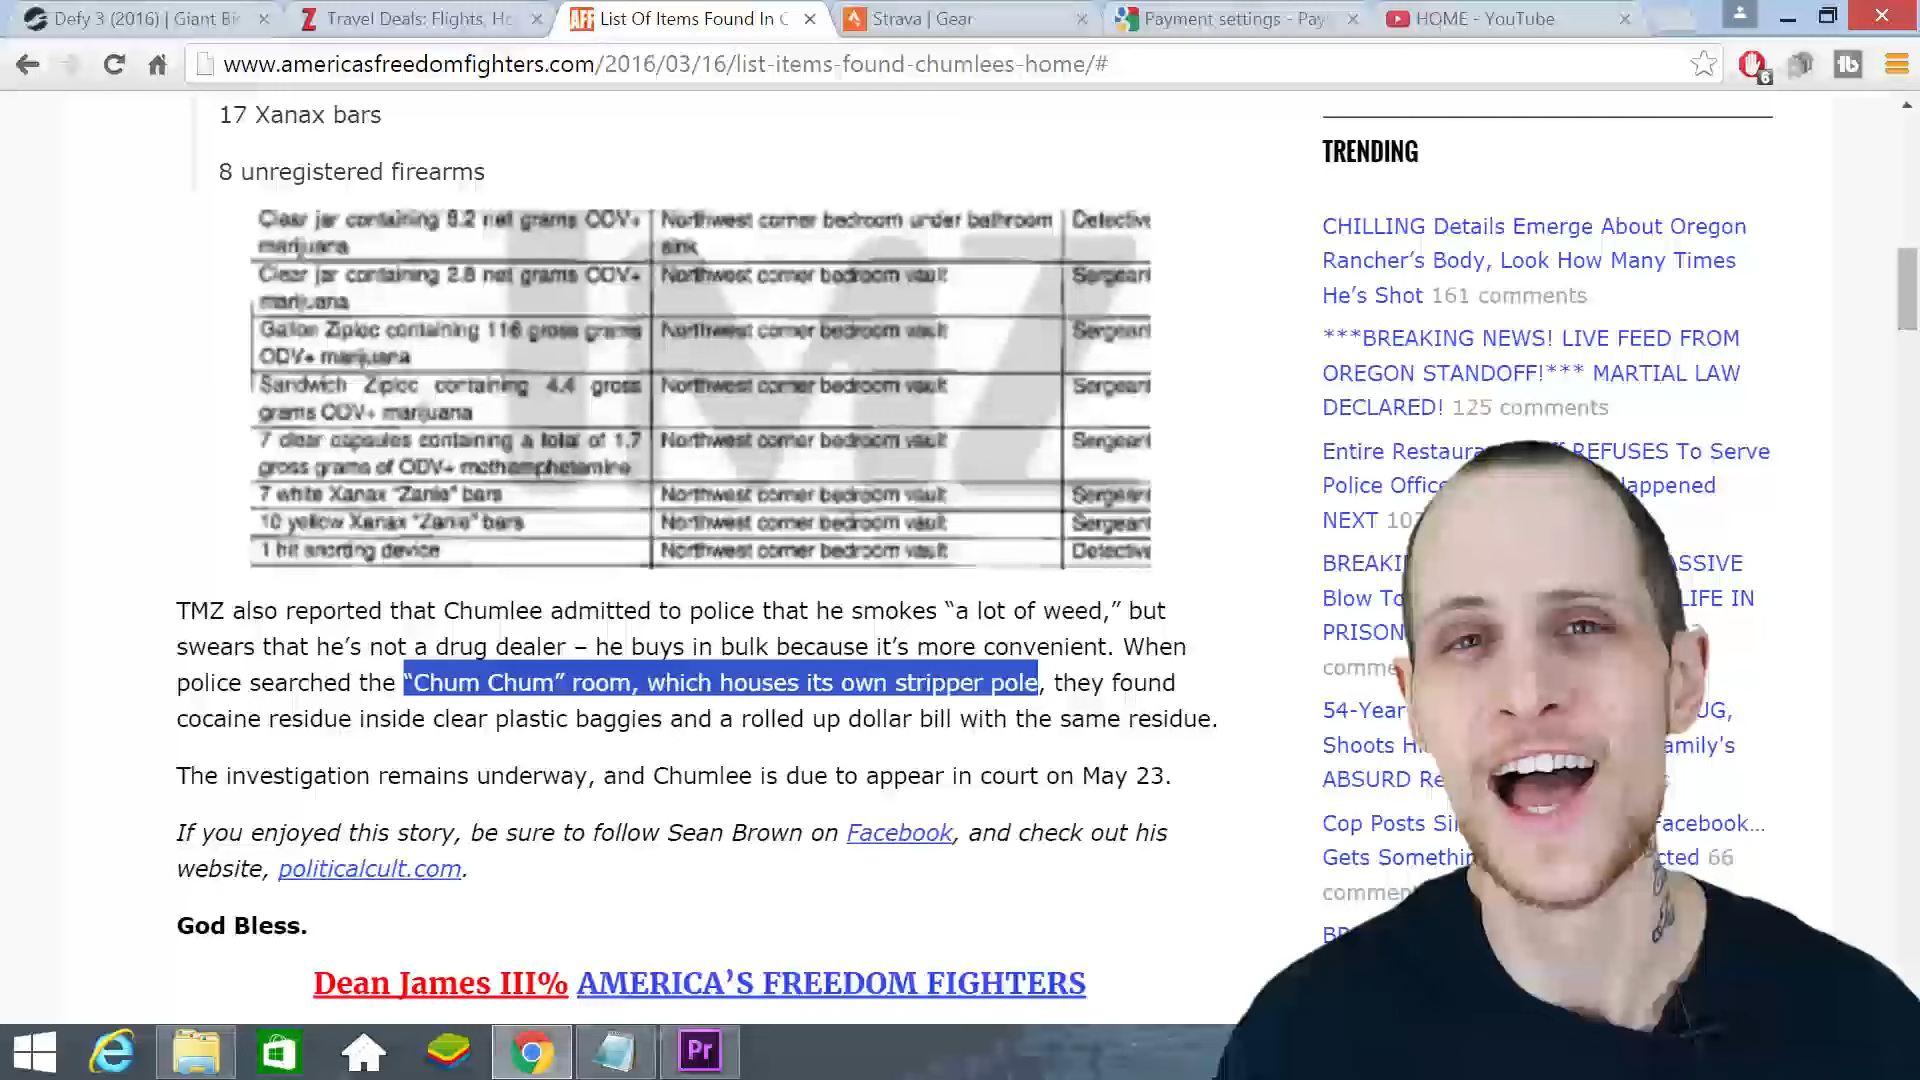 Defy 3 (2016) | Giant Bi
Travel Deals: Flights, Ho
List Of Items Found In C
Strava | Gear
Payment settings - Pay
HOME - YouTube
www.americasfreedomfighters.com/2016/03/16/list-items-found-chumlees-home/#
6
17 Xanax bars
8 unregistered firearms
Clear jar containing 8.2 net grams ODV+ marijuana
Northwest corner bedroom under bathroom sink
Detective
Clear jar containing 2.8 net grams ODV+ marijuana
Northwest corner bedroom vault
Sergeant
Gallon Ziploc containing 116 gross grams ODV+ marijuana
Northwest corner bedroom vault
Sergeant
Sandwich Ziploc containing 4.4 gross grams ODV+ marijuana
Northwest corner bedroom vault
Sergeant
7 clear capsules containing a total of 1.7 gross grams of ODV+ methamphetamine
Northwest corner bedroom vault
Sergeant
7 white Xanax "Zanie" bars
Northwest corner bedroom vault
Sergeant
10 yellow Xanax "Zanie" bars
Northwest corner bedroom vault
Sergeant
1 hit snorting device
Northwest corner bedroom vault
Detective
TMZ
TMZ also reported that Chumlee admitted to police that he smokes “a lot of weed,” but
swears that he’s not a drug dealer – he buys in bulk because it’s more convenient. When
police searched the “Chum Chum” room, which houses its own stripper pole, they found
cocaine residue inside clear plastic baggies and a rolled up dollar bill with the same residue.
The investigation remains underway, and Chumlee is due to appear in court on May 23.
If you enjoyed this story, be sure to follow Sean Brown on Facebook, and check out his
website, politicalcult.com.
God Bless.
Dean James III% AMERICA’S FREEDOM FIGHTERS
TRENDING
CHILLING Details Emerge About Oregon
Rancher’s Body, Look How Many Times
He’s Shot 161 comments
***BREAKING NEWS! LIVE FEED FROM
OREGON STANDOFF!*** MARTIAL LAW
DECLARED! 125 comments
Entire Restaura ff REFUSES To Serve
Police Office Happened
NEXT 10
BREAKI ASSIVE
Blow To LIFE IN
PRISON
comme
54-Year UG,
Shoots H amily's
ABSURD Re
Cop Posts Si Facebook…
Gets Somethin cted 66
commen
Pr